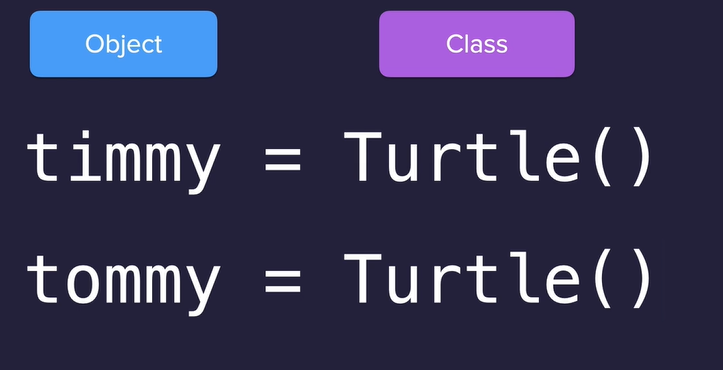 Object Class
timmy = Turtle()
tommy = Turtle()